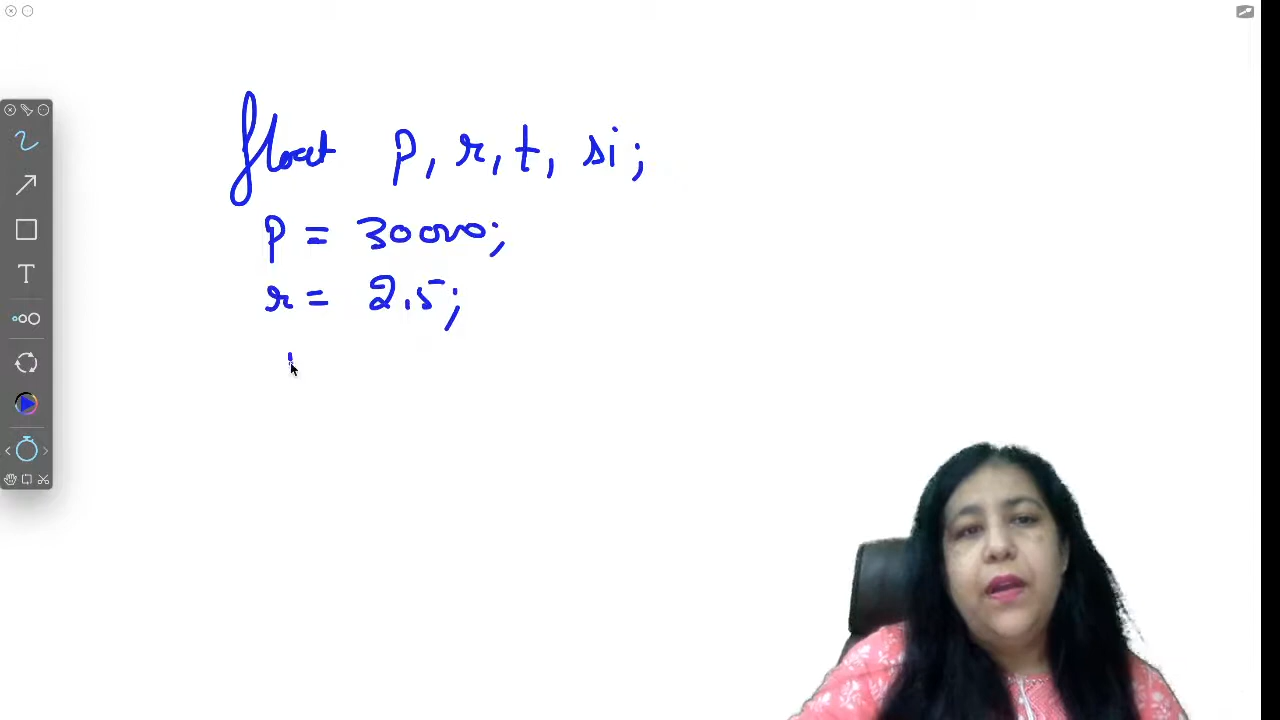 float p, r, t, si;
p = 30000;
r = 2.5;
T